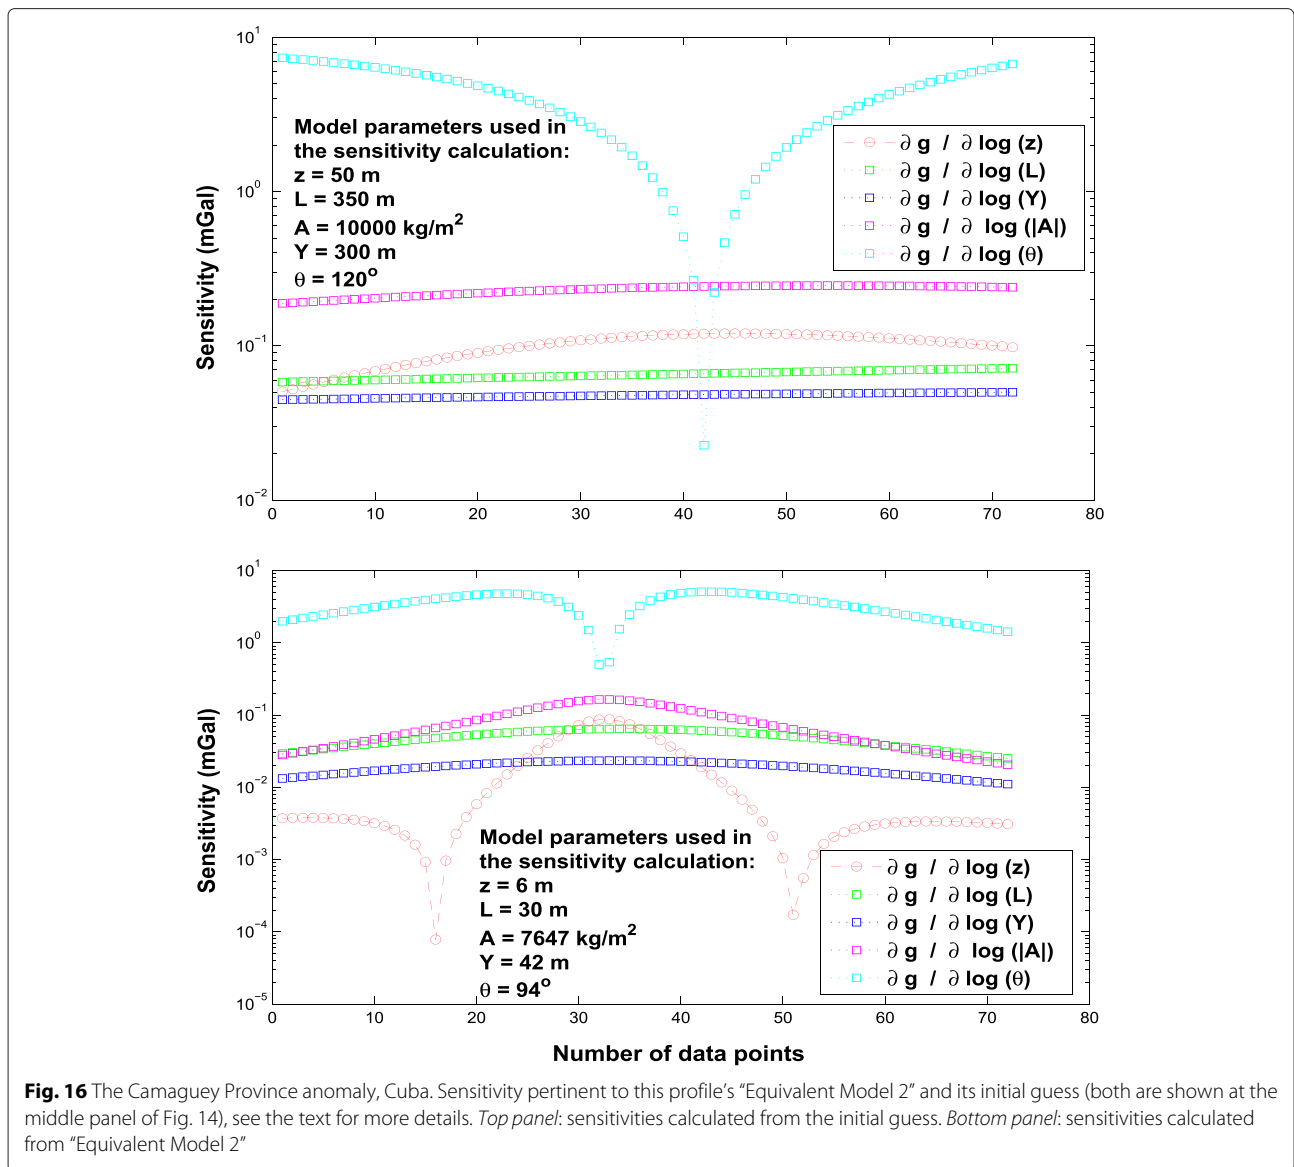 10^1
10^0
10^-1
10^-2
Sensitivity (mGal)
Model parameters used in
the sensitivity calculation:
z = 50 m
L = 350 m
A = 10000 kg/m^2
Y = 300 m
θ = 120^o
∂ g / ∂ log (z)
∂ g / ∂ log (L)
∂ g / ∂ log (Y)
∂ g / ∂ log (|A|)
∂ g / ∂ log (θ)
0 10 20 30 40 50 60 70 80
10^1
10^0
10^-1
10^-2
10^-3
10^-4
10^-5
Sensitivity (mGal)
Model parameters used in
the sensitivity calculation:
z = 6 m
L = 30 m
A = 7647 kg/m^2
Y = 42 m
θ = 94^o
∂ g / ∂ log (z)
∂ g / ∂ log (L)
∂ g / ∂ log (Y)
∂ g / ∂ log (|A|)
∂ g / ∂ log (θ)
0 10 20 30 40 50 60 70 80
Number of data points
Fig. 16 The Camaguey Province anomaly, Cuba. Sensitivity pertinent to this profile's “Equivalent Model 2” and its initial guess (both are shown at the
middle panel of Fig. 14), see the text for more details. Top panel: sensitivities calculated from the initial guess. Bottom panel: sensitivities calculated
from “Equivalent Model 2”